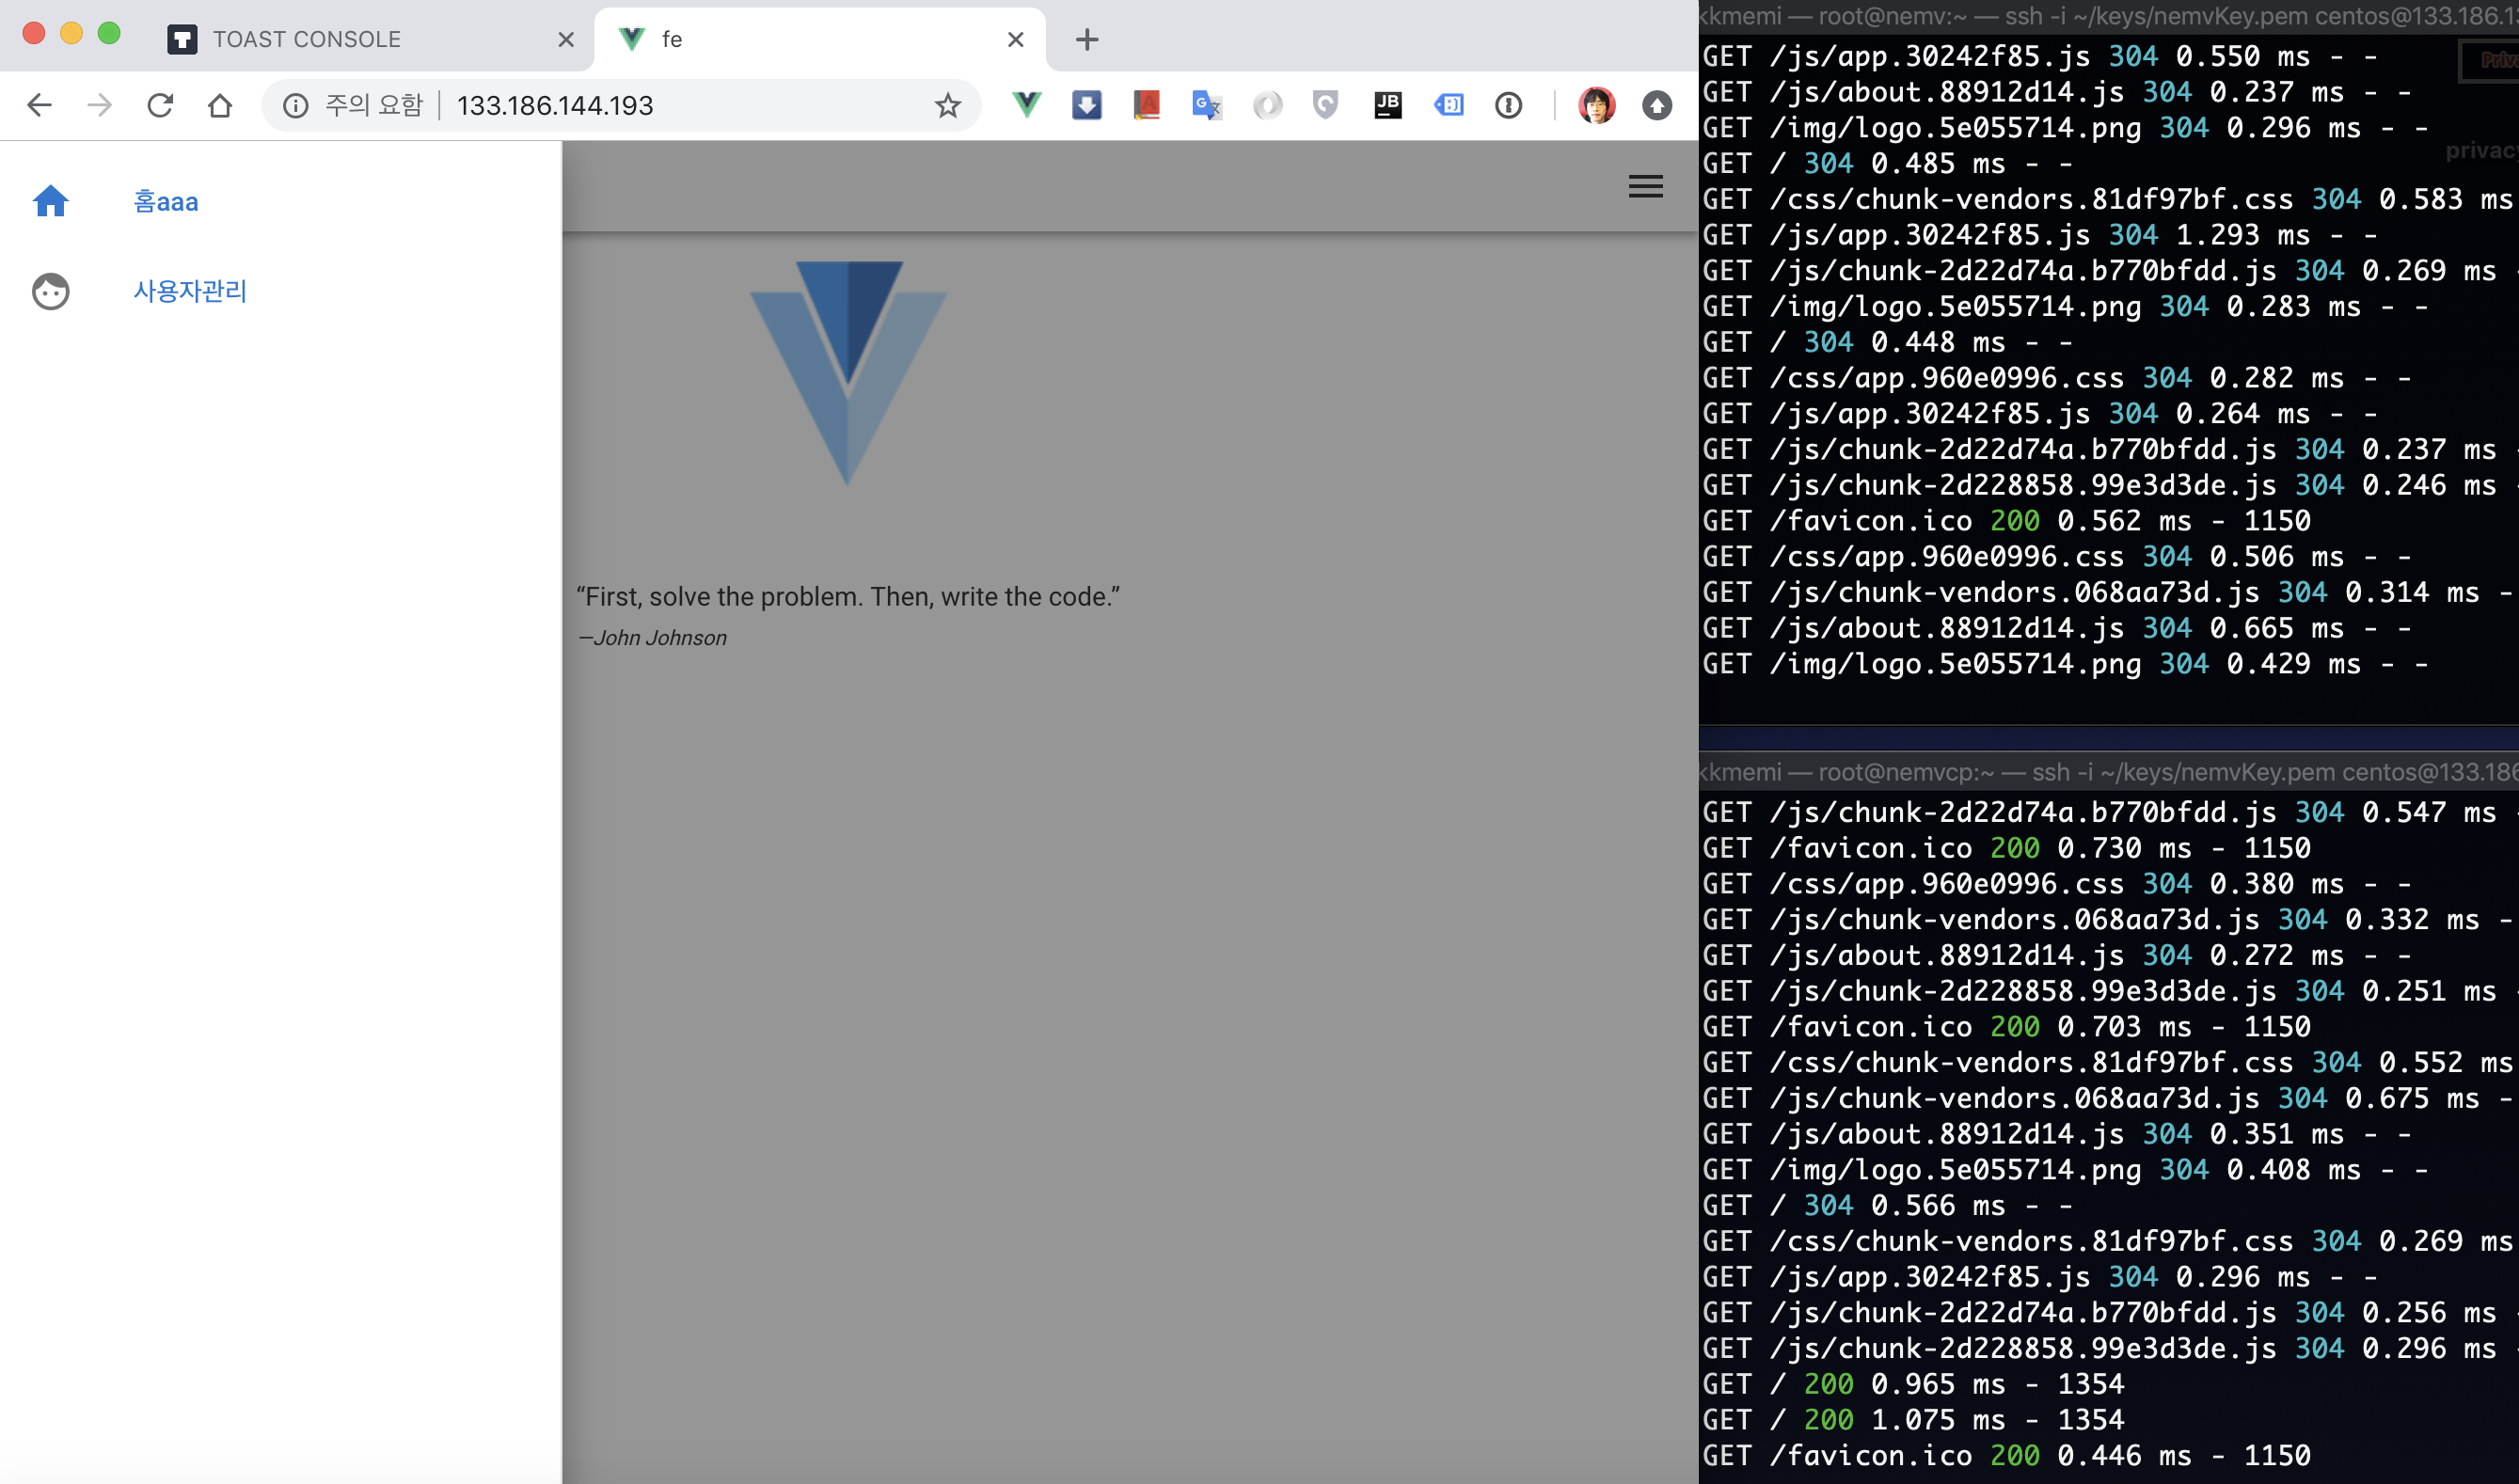 TOAST CONSOLE
fe
주의 요함
133.186.144.193
홈aaa
사용자관리
“First, solve the problem. Then, write the code.”
—John Johnson
kkmemi — root@nemv:~ — ssh -i ~/keys/nemvKey.pem centos@133.186.1
GET /js/app.30242f85.js 304 0.550 ms - -
GET /js/about.88912d14.js 304 0.237 ms - -
GET /img/logo.5e055714.png 304 0.296 ms - -
GET / 304 0.485 ms - -
GET /css/chunk-vendors.81df97bf.css 304 0.583 ms
GET /js/app.30242f85.js 304 1.293 ms - -
GET /js/chunk-2d22d74a.b770bfdd.js 304 0.269 ms -
GET /img/logo.5e055714.png 304 0.283 ms - -
GET / 304 0.448 ms - -
GET /css/app.960e0996.css 304 0.282 ms - -
GET /js/app.30242f85.js 304 0.264 ms - -
GET /js/chunk-2d22d74a.b770bfdd.js 304 0.237 ms -
GET /js/chunk-2d228858.99e3d3de.js 304 0.246 ms -
GET /favicon.ico 200 0.562 ms - 1150
GET /css/app.960e0996.css 304 0.506 ms - -
GET /js/chunk-vendors.068aa73d.js 304 0.314 ms -
GET /js/about.88912d14.js 304 0.665 ms - -
GET /img/logo.5e055714.png 304 0.429 ms - -
privacy
kkmemi — root@nemvcp:~ — ssh -i ~/keys/nemvKey.pem centos@133.186
GET /js/chunk-2d22d74a.b770bfdd.js 304 0.547 ms -
GET /favicon.ico 200 0.730 ms - 1150
GET /css/app.960e0996.css 304 0.380 ms - -
GET /js/chunk-vendors.068aa73d.js 304 0.332 ms -
GET /js/about.88912d14.js 304 0.272 ms - -
GET /js/chunk-2d228858.99e3d3de.js 304 0.251 ms -
GET /favicon.ico 200 0.703 ms - 1150
GET /css/chunk-vendors.81df97bf.css 304 0.552 ms
GET /js/chunk-vendors.068aa73d.js 304 0.675 ms -
GET /js/about.88912d14.js 304 0.351 ms - -
GET /img/logo.5e055714.png 304 0.408 ms - -
GET / 304 0.566 ms - -
GET /css/chunk-vendors.81df97bf.css 304 0.269 ms
GET /js/app.30242f85.js 304 0.296 ms - -
GET /js/chunk-2d22d74a.b770bfdd.js 304 0.256 ms -
GET /js/chunk-2d228858.99e3d3de.js 304 0.296 ms -
GET / 200 0.965 ms - 1354
GET / 200 1.075 ms - 1354
GET /favicon.ico 200 0.446 ms - 1150